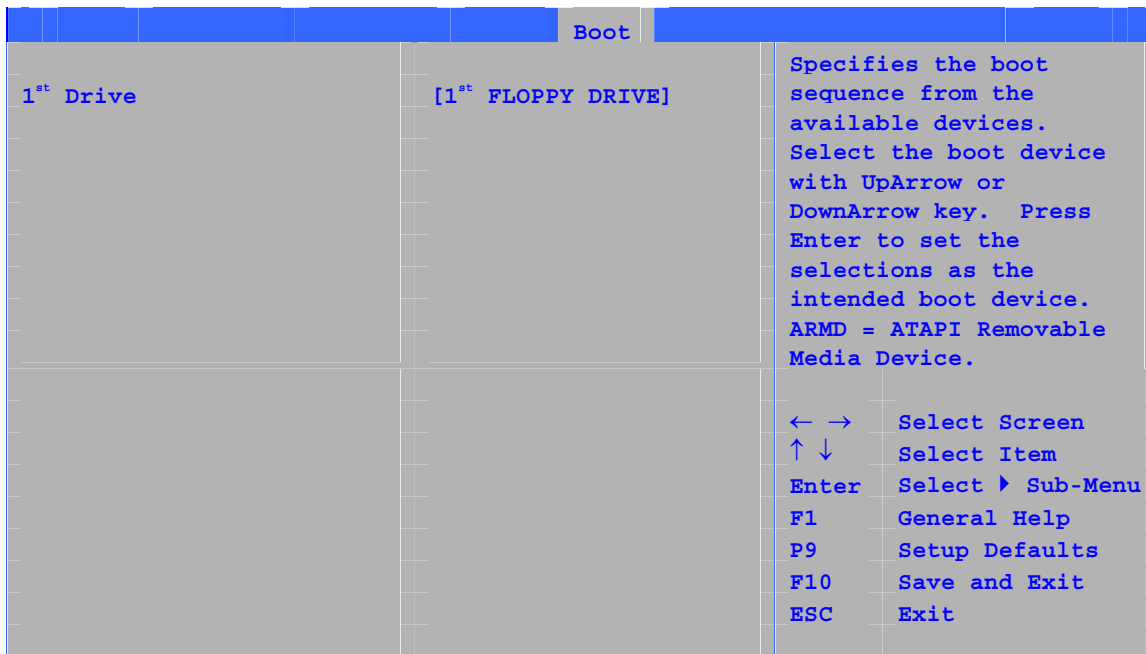 Boot
1st Drive [1st FLOPPY DRIVE]
Specifies the boot
sequence from the
available devices.
Select the boot device
with UpArrow or
DownArrow key. Press
Enter to set the
selections as the
intended boot device.
ARMD = ATAPI Removable
Media Device.
← → Select Screen
↑ ↓ Select Item
Enter Select ▶ Sub-Menu
F1 General Help
P9 Setup Defaults
F10 Save and Exit
ESC Exit